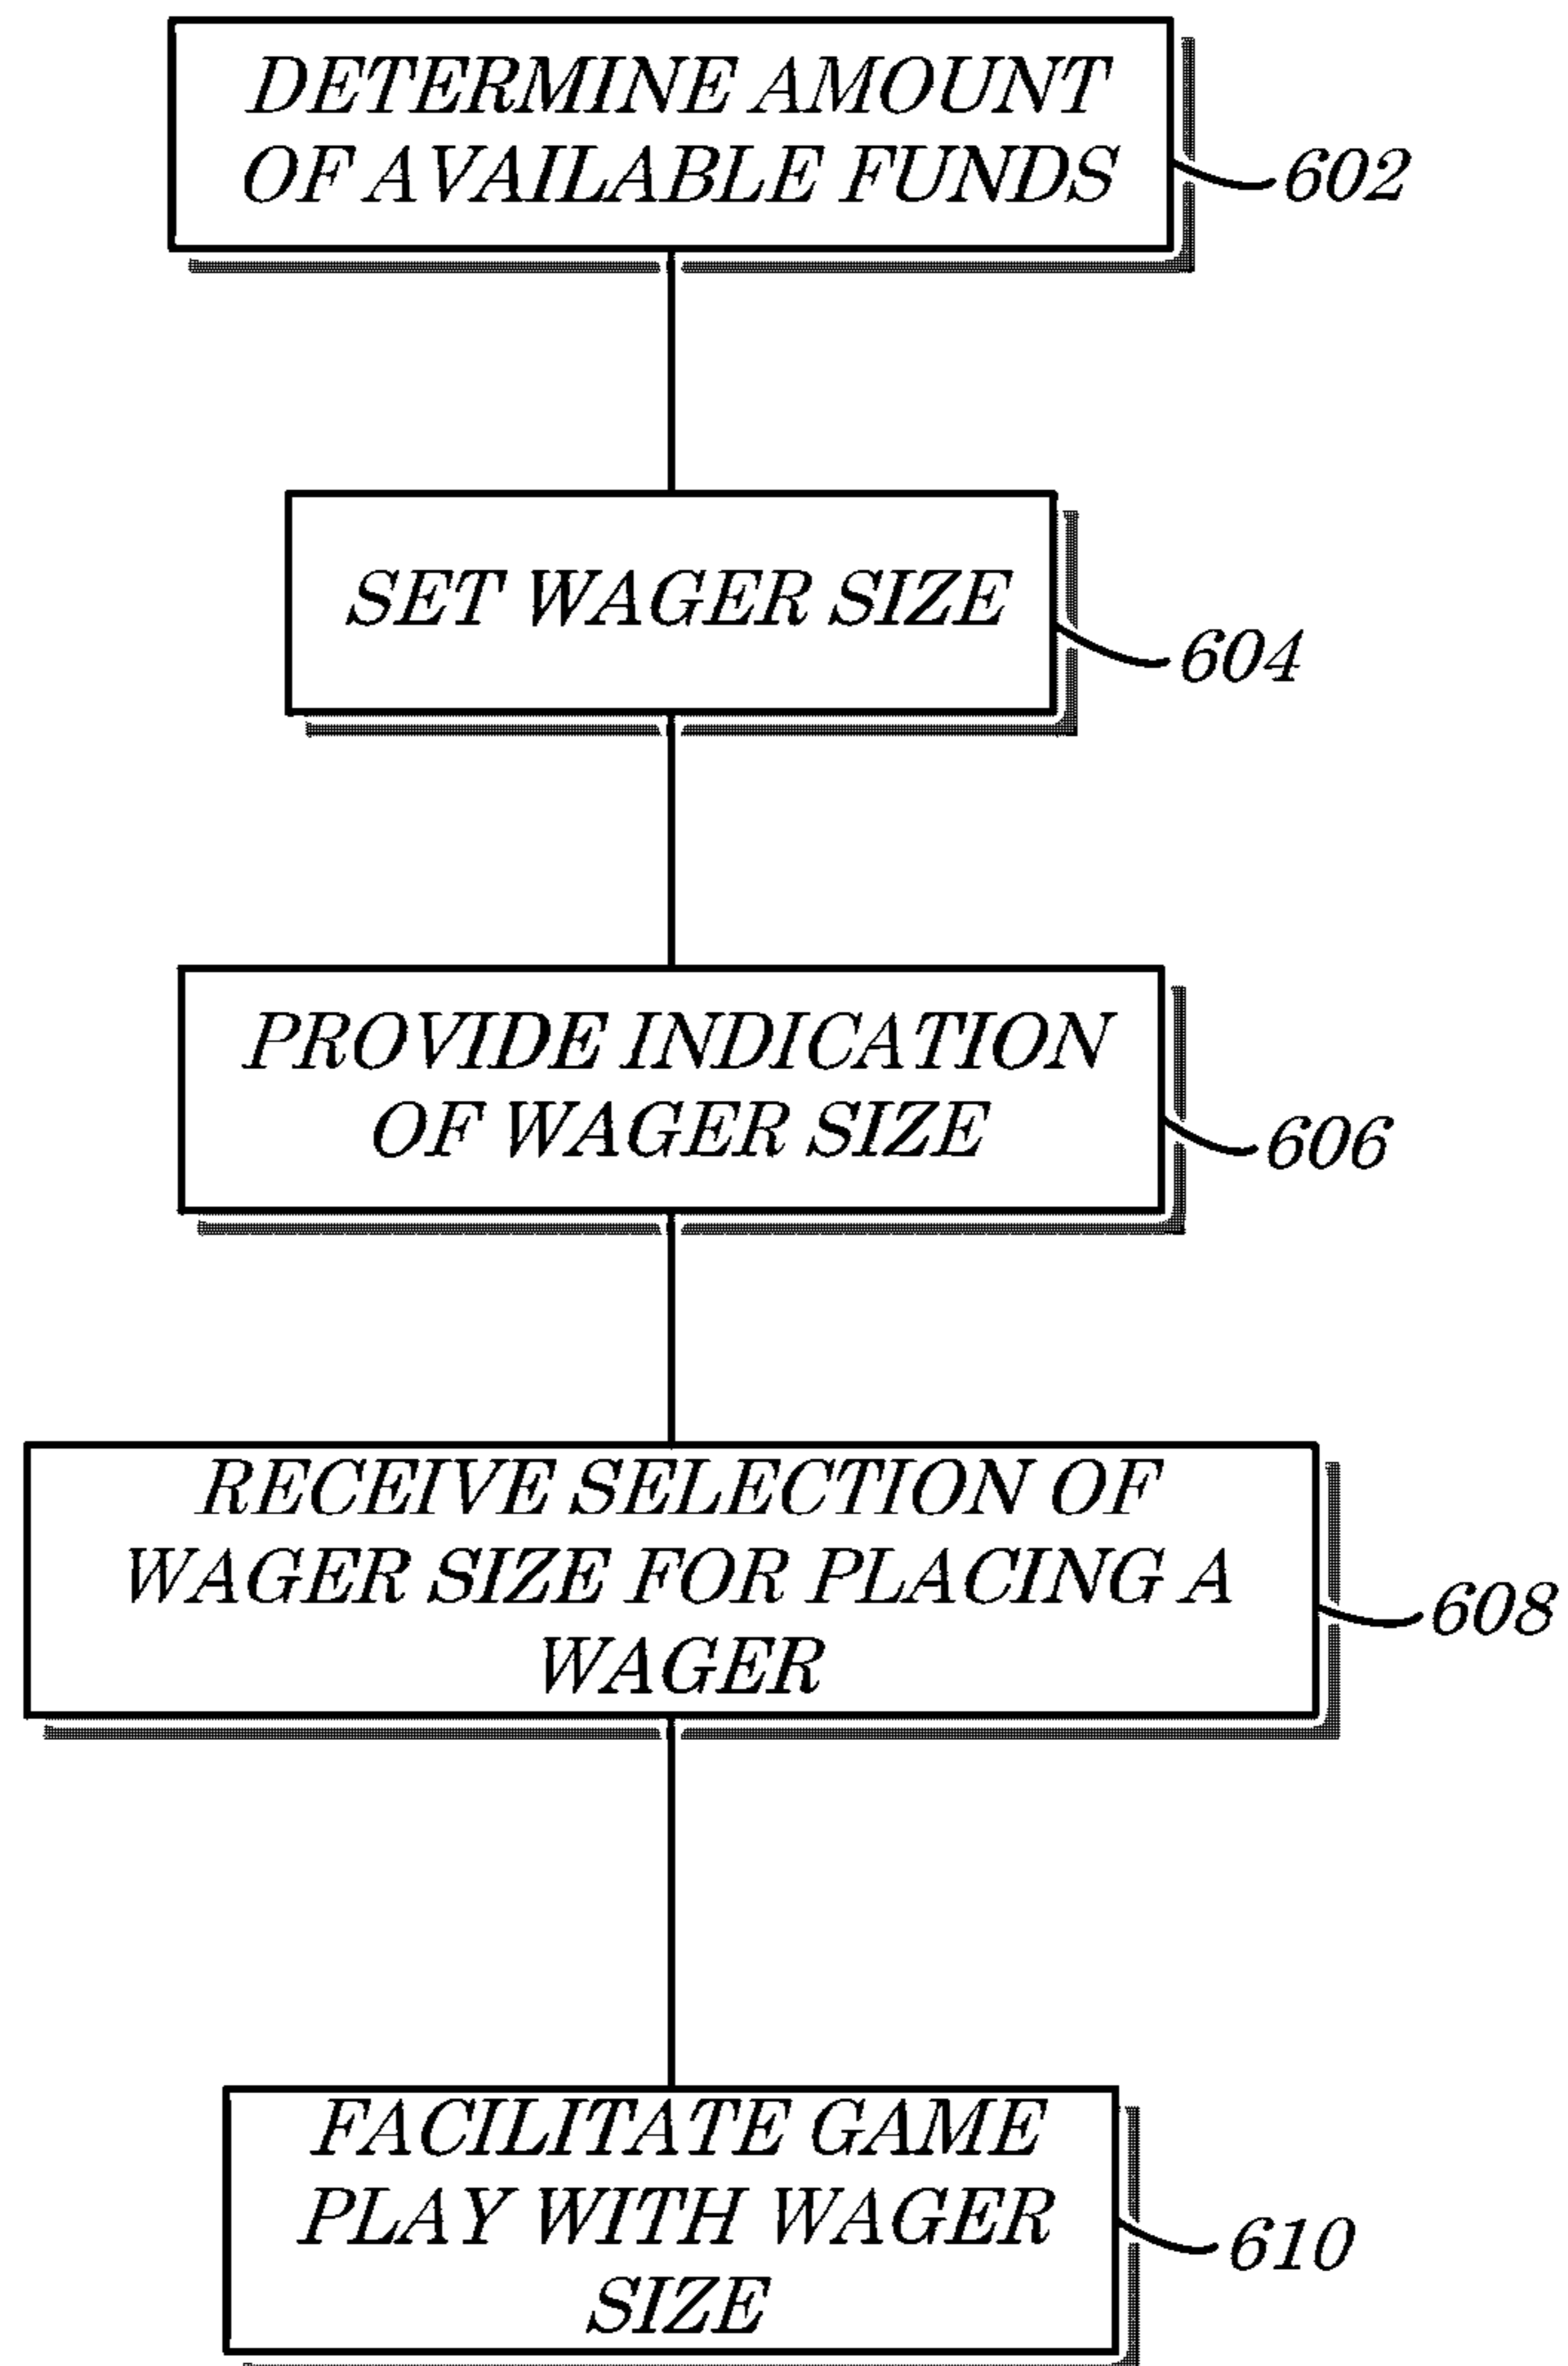 DETERMINE AMOUNT
OF AVAILABLE FUNDS
602
SET WAGER SIZE
604
PROVIDE INDICATION
OF WAGER SIZE
606
RECEIVE SELECTION OF
WAGER SIZE FOR PLACING A
WAGER
608
FACILITATE GAME
PLAY WITH WAGER
SIZE
610